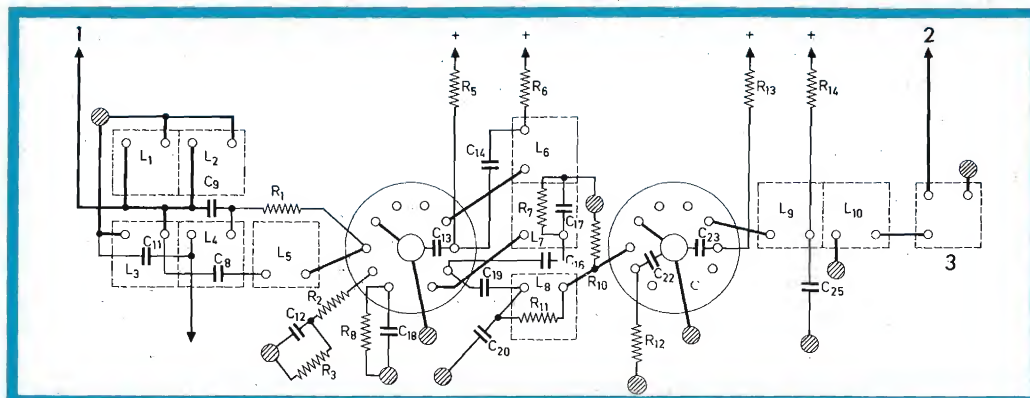 1
+
+
+
+
2
R5
R6
R13
R14
L1
L2
C14
L6
C9
R1
R7
C17
C13
L7
C23
L9
L10
L3
C11
L4
C8
L5
C16
C22
3
R2
C19
L8
R10
C12
R3
R8
C18
R11
C20
R12
C25